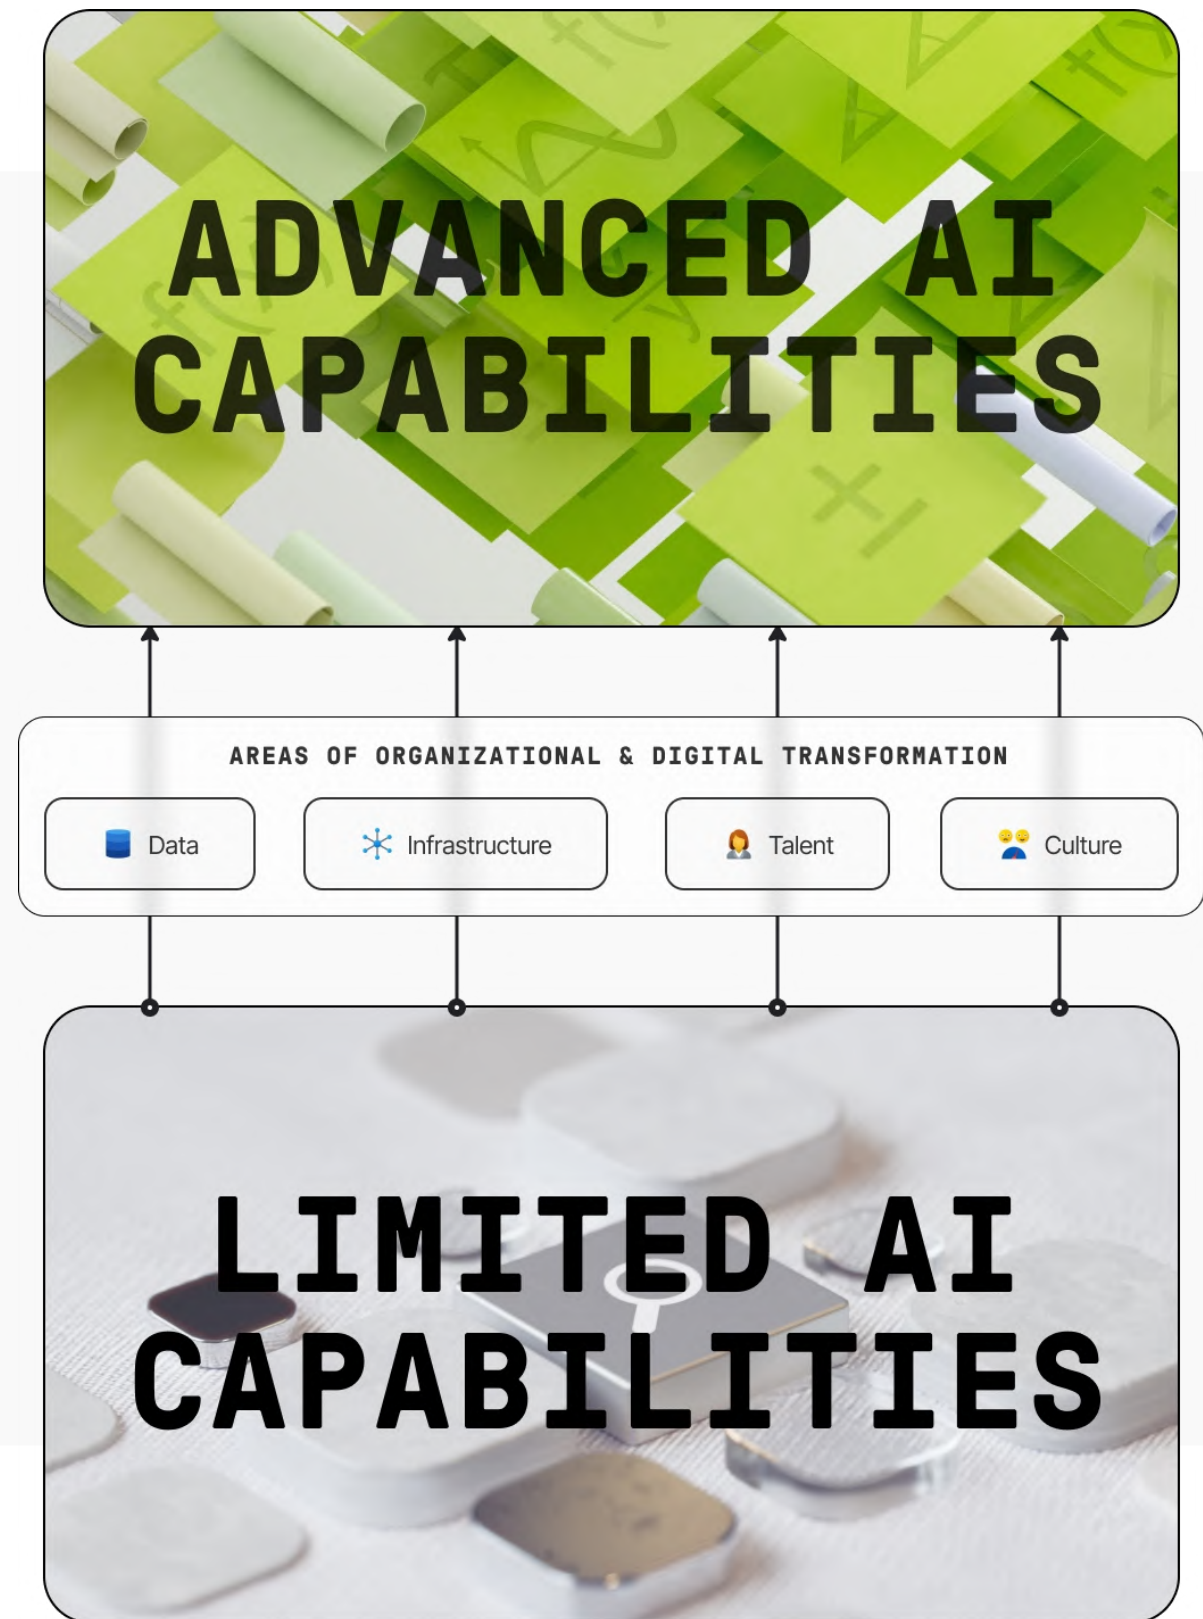 ADVANCED AI
CAPABILITIES
AREAS OF ORGANIZATIONAL & DIGITAL TRANSFORMATION
Data
Infrastructure
Talent
Culture
LIMITED AI
CAPABILITIES